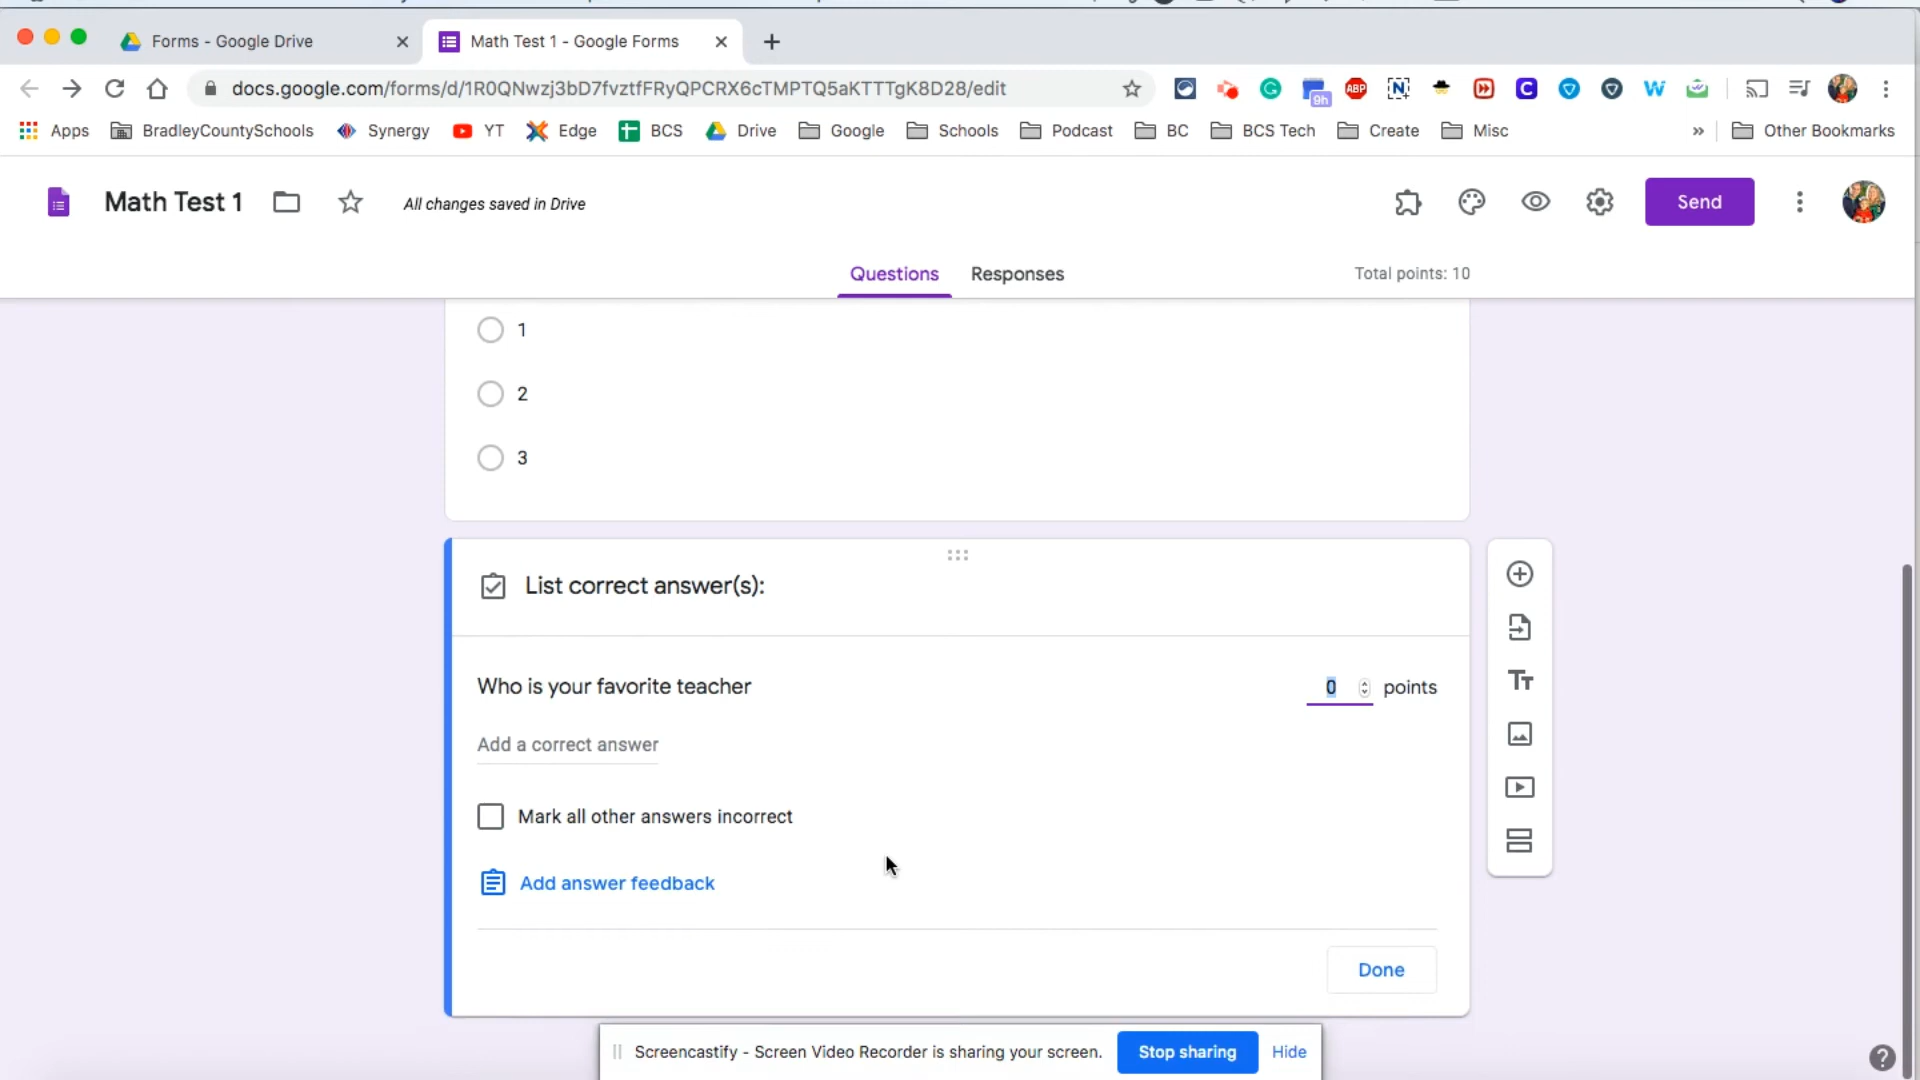 Forms - Google Drive
Math Test 1 - Google Forms
docs.google.com/forms/d/1R0QNwzj3bD7fvztfFRyQPCRX6cTMPTQ5aKTTTgK8D28/edit
9h
ABP
N
C
W
Apps
BradleyCountySchools
Synergy
YT
Edge
BCS
Drive
Google
Schools
Podcast
BC
BCS Tech
Create
Misc
»
Other Bookmarks
Math Test 1
All changes saved in Drive
Send
Questions
Responses
Total points: 10
1
2
3
List correct answer(s):
Who is your favorite teacher
0 points
Add a correct answer
Mark all other answers incorrect
Add answer feedback
Done
Tт
Screencastify - Screen Video Recorder is sharing your screen.
Stop sharing
Hide
?